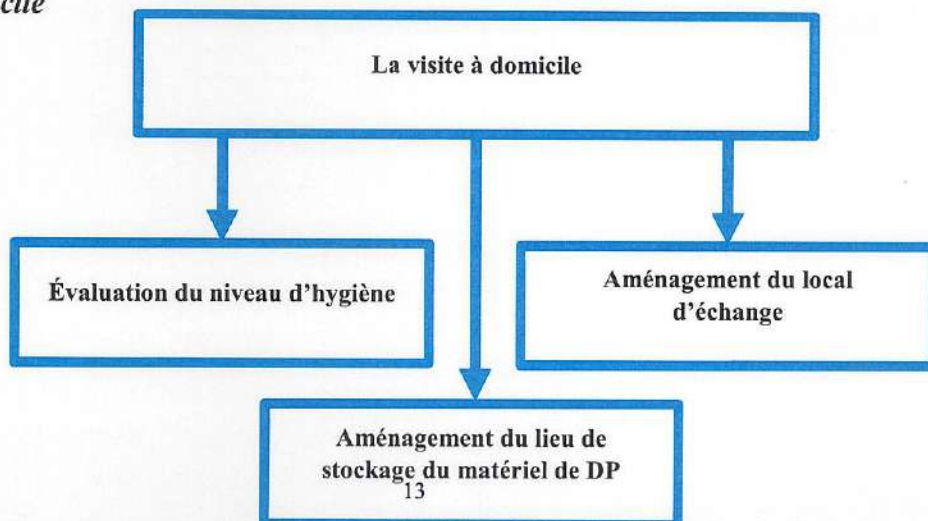 La visite à domicile
Évaluation du niveau d'hygiène
Aménagement du local
d'échange
Aménagement du lieu de
stockage du matériel de DP
13